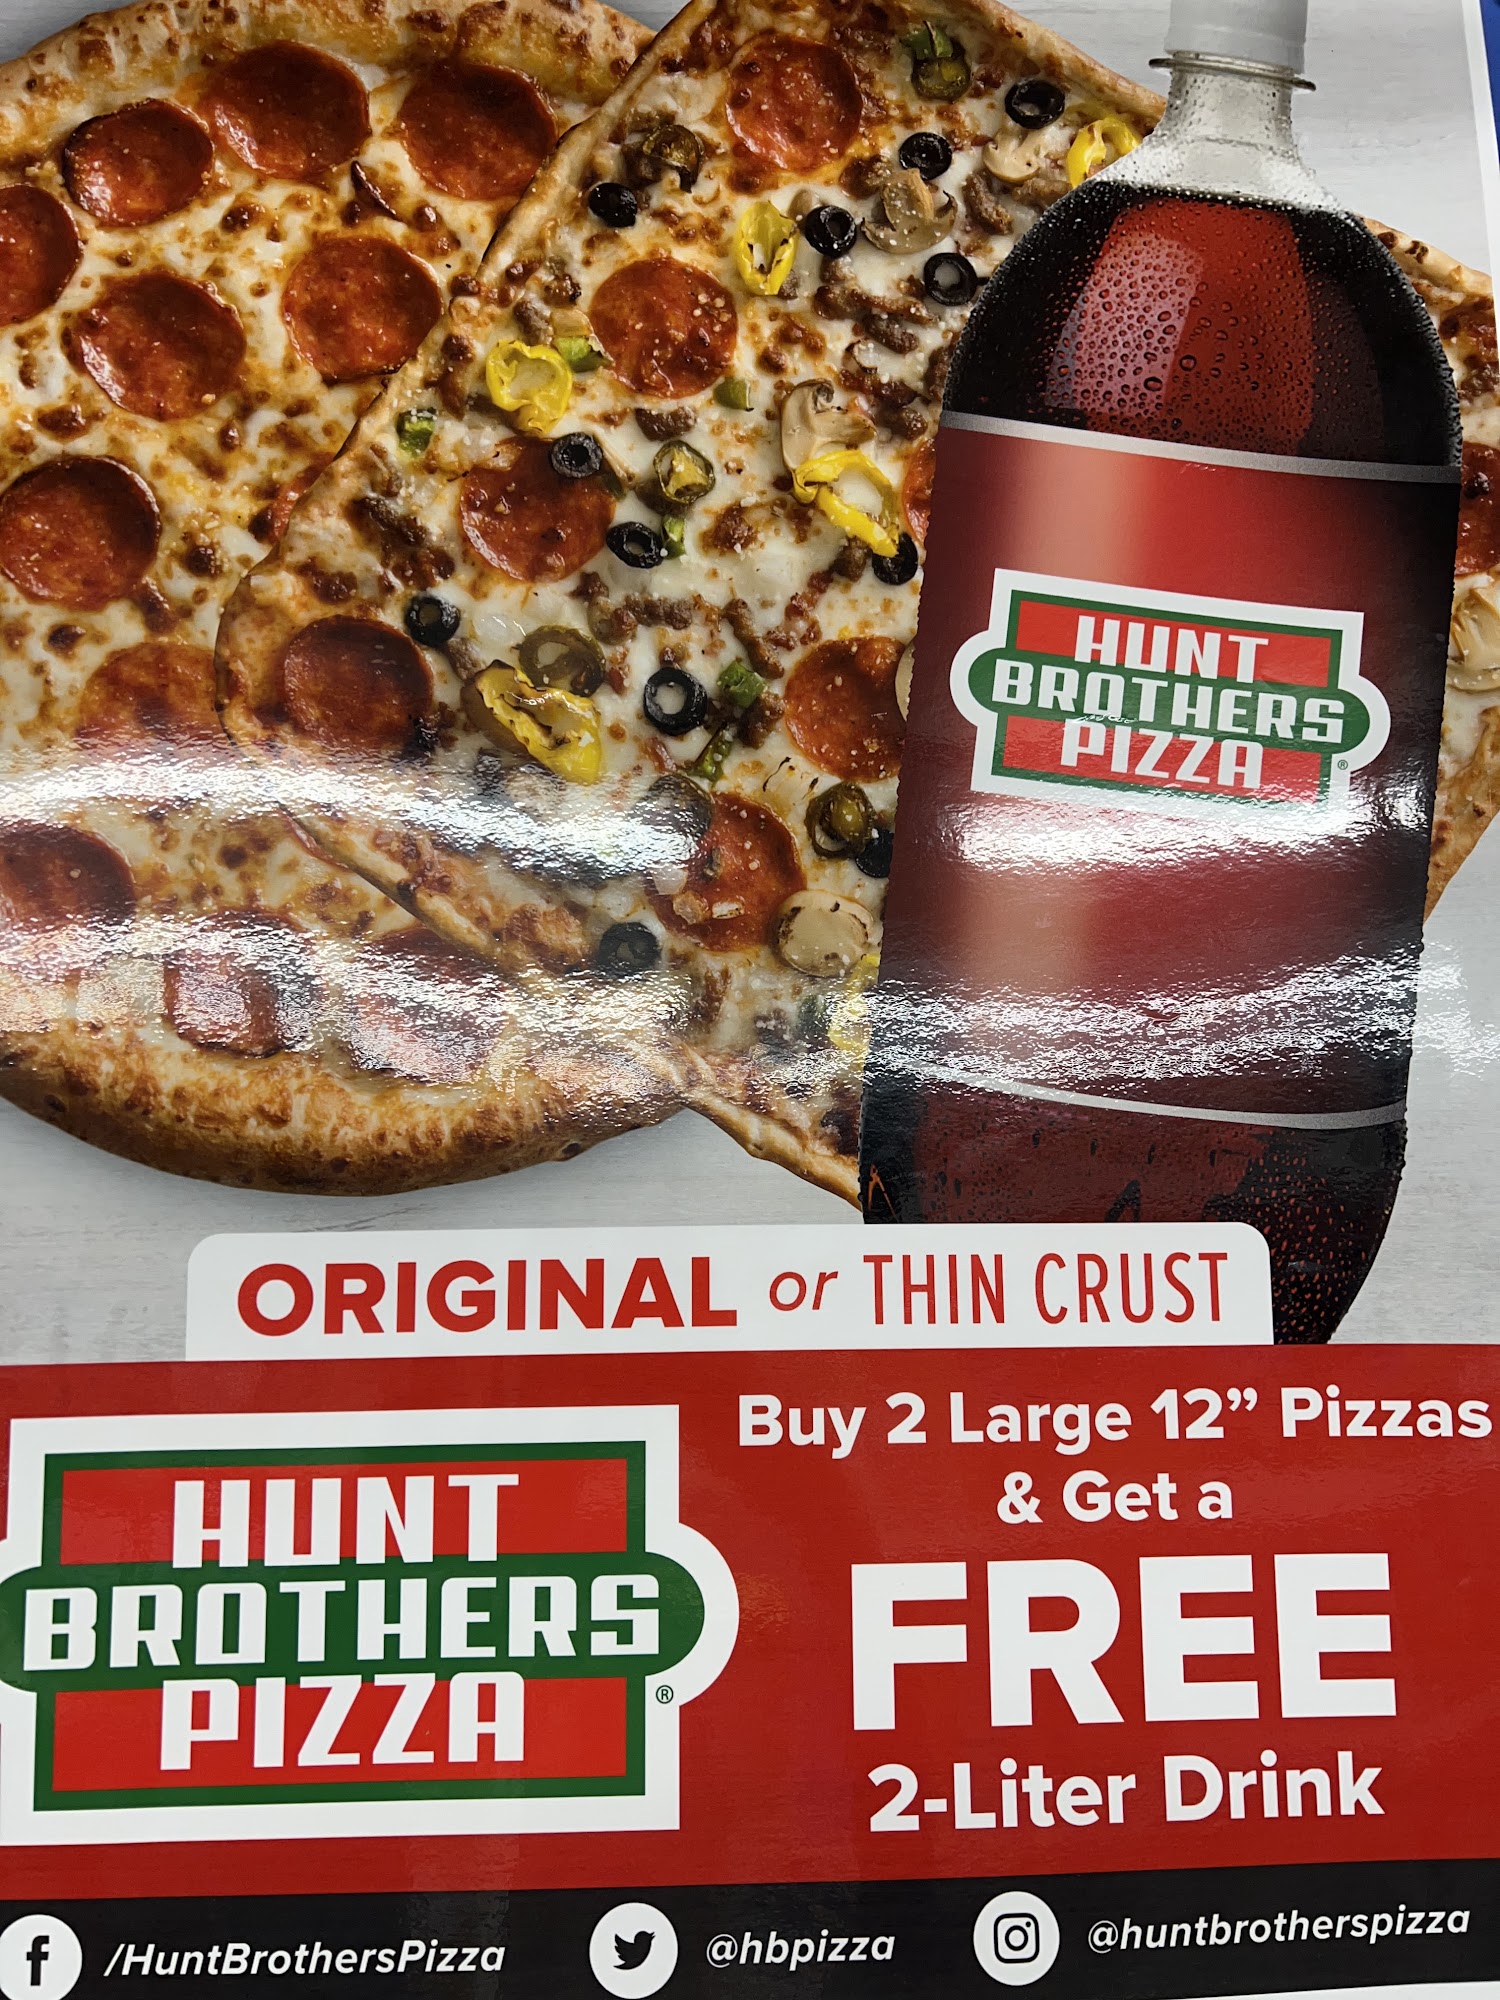 HUNT
BROTHERS
PIZZA
®
ORIGINAL or THIN CRUST
HUNT
BROTHERS
PIZZA
®
Buy 2 Large 12” Pizzas
& Get a
FREE
2-Liter Drink
/HuntBrothersPizza
@hbpizza
@huntbrotherspizza